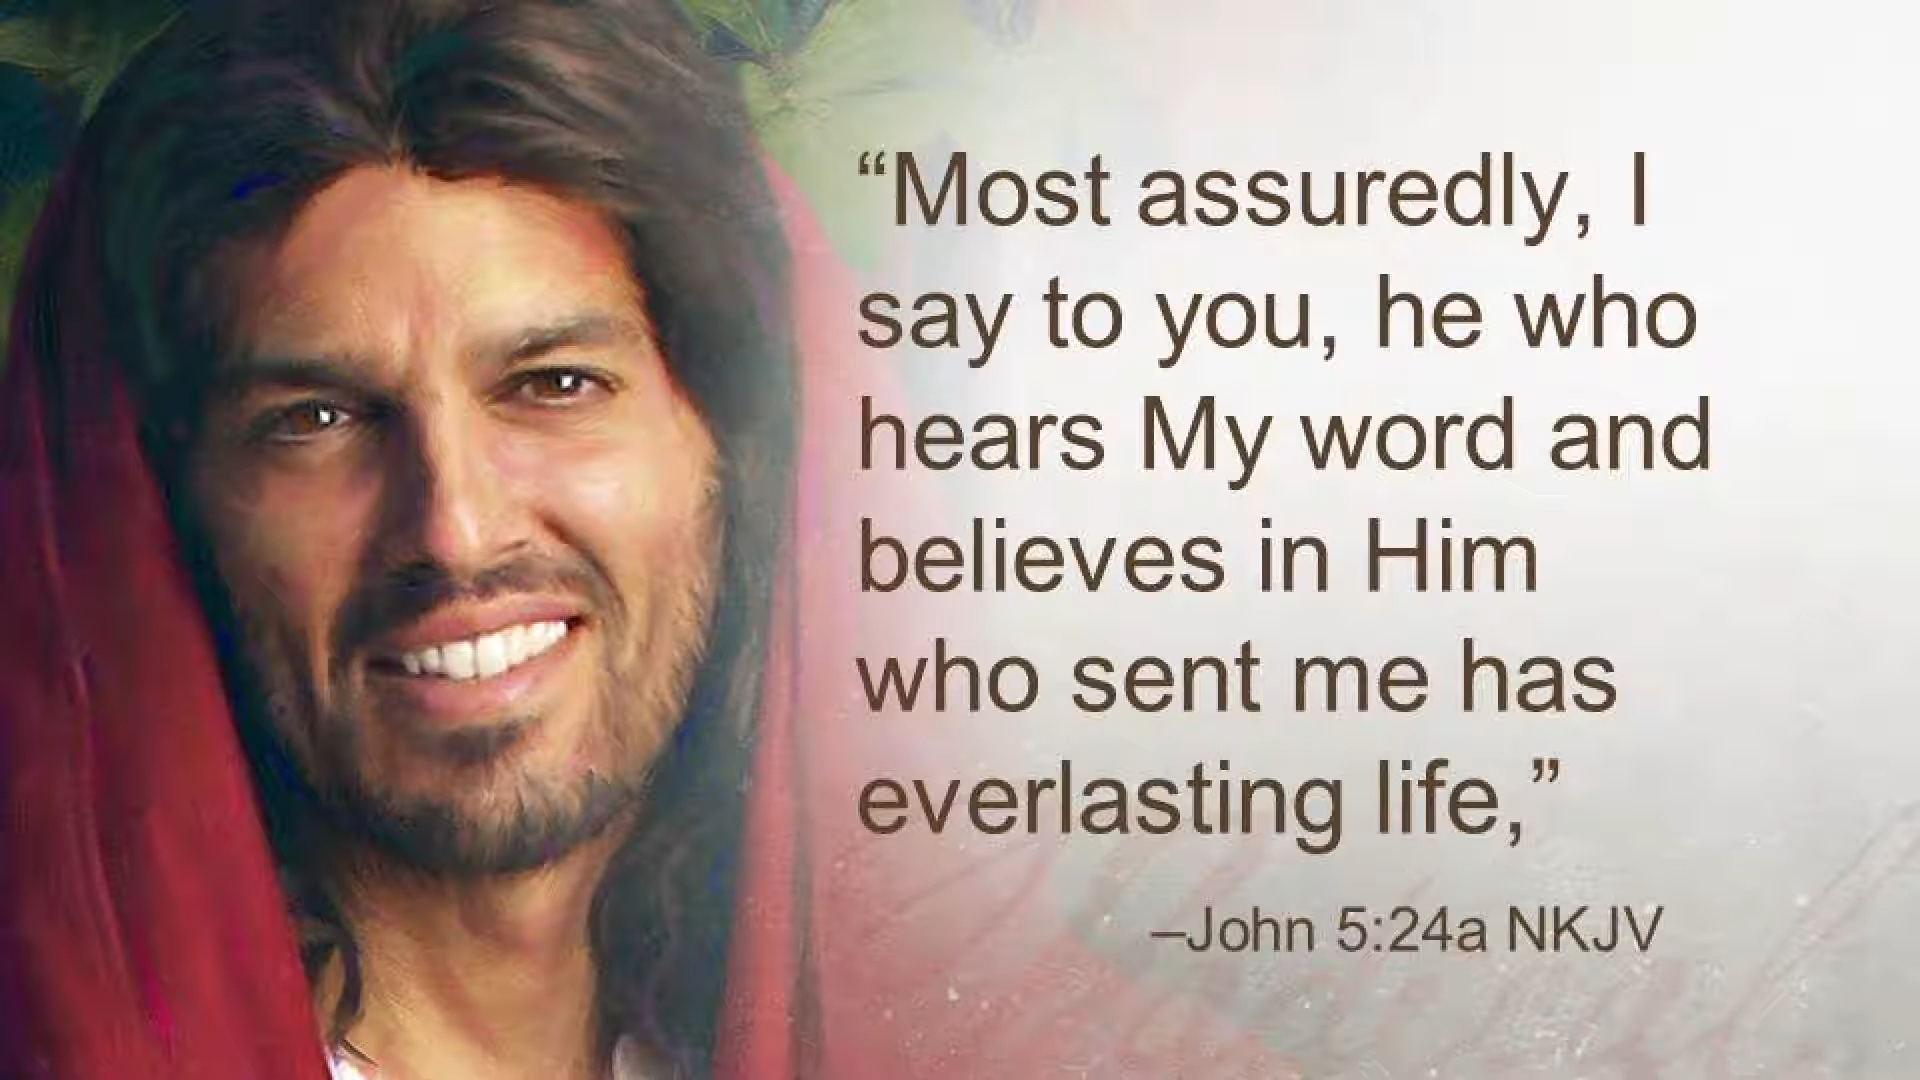 “Most assuredly, I
say to you, he who
hears My word and
believes in Him
who sent me has
everlasting life,”
–John 5:24a NKJV